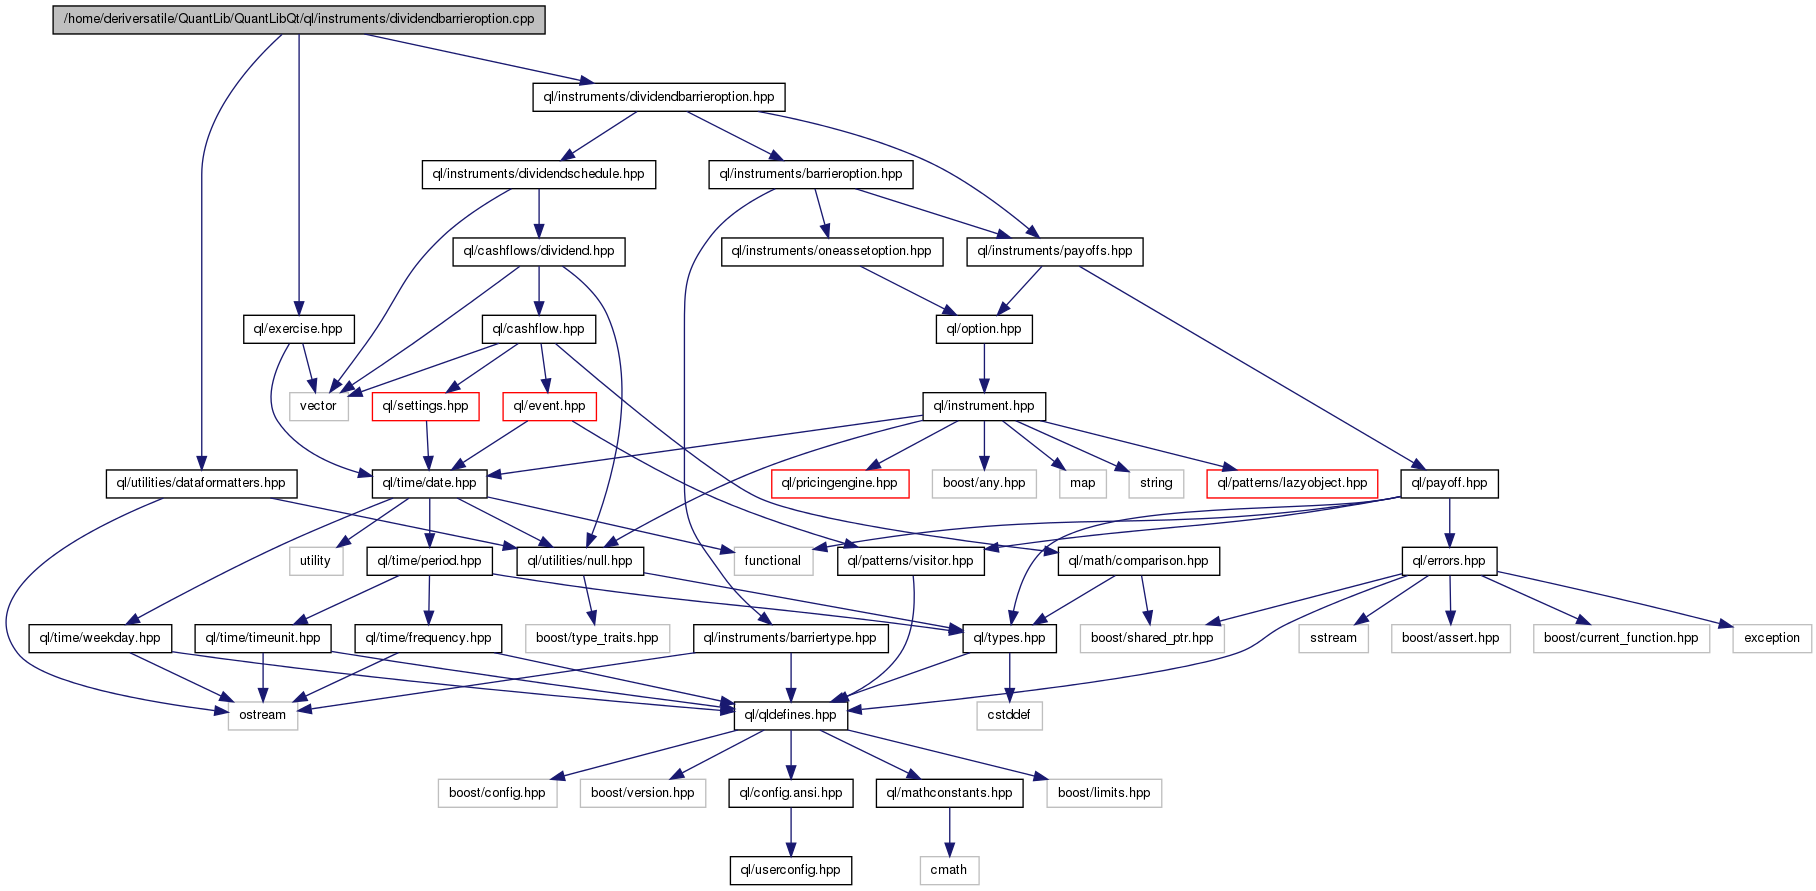 /home/deriversatile/QuantLib/QuantLibQt/ql/instruments/dividendbarrieroption.cpp
ql/instruments/dividendbarrieroption.hpp
ql/instruments/dividendschedule.hpp
ql/instruments/barrieroption.hpp
ql/cashflows/dividend.hpp
ql/instruments/oneassetoption.hpp
ql/instruments/payoffs.hpp
ql/exercise.hpp
ql/cashflow.hpp
ql/option.hpp
vector
ql/settings.hpp
ql/event.hpp
ql/instrument.hpp
ql/utilities/dataformatters.hpp
ql/time/date.hpp
ql/pricingengine.hpp
boost/any.hpp
map
string
ql/patterns/lazyobject.hpp
ql/payoff.hpp
utility
ql/time/period.hpp
ql/utilities/null.hpp
functional
ql/patterns/visitor.hpp
ql/math/comparison.hpp
ql/errors.hpp
ql/time/weekday.hpp
ql/time/timeunit.hpp
ql/time/frequency.hpp
boost/type_traits.hpp
ql/instruments/barriertype.hpp
ql/types.hpp
boost/shared_ptr.hpp
sstream
boost/assert.hpp
boost/current_function.hpp
exception
ostream
ql/qldefines.hpp
cstddef
boost/config.hpp
boost/version.hpp
ql/config.ansi.hpp
ql/mathconstants.hpp
boost/limits.hpp
ql/userconfig.hpp
cmath